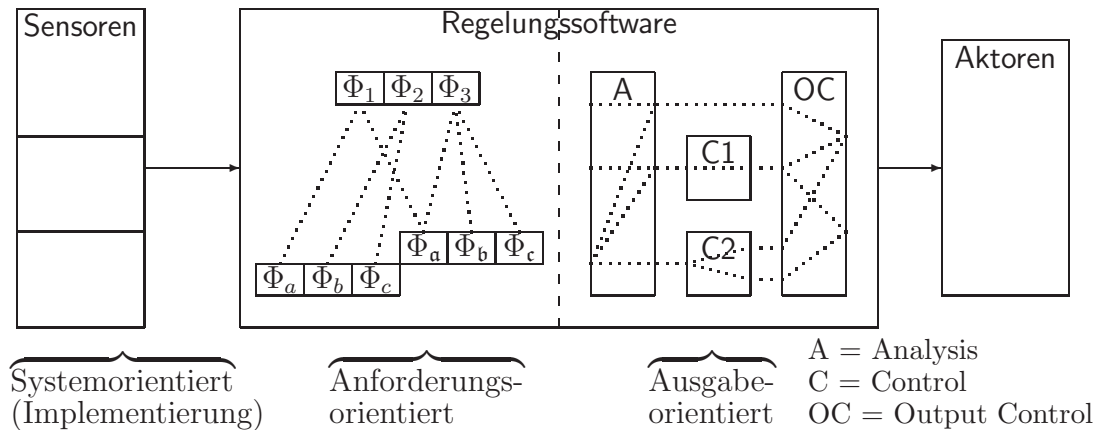 Sensoren
Regelungssoftware
Aktoren
Φ₁ Φ₂ Φ₃
A
OC
C1
C2
Φ𝔞 Φ𝔟 Φ𝔠
Φa Φb Φc
Systemorientiert
(Implementierung)
Anforderungs-
orientiert
Ausgabe-
orientiert
A = Analysis
C = Control
OC = Output Control